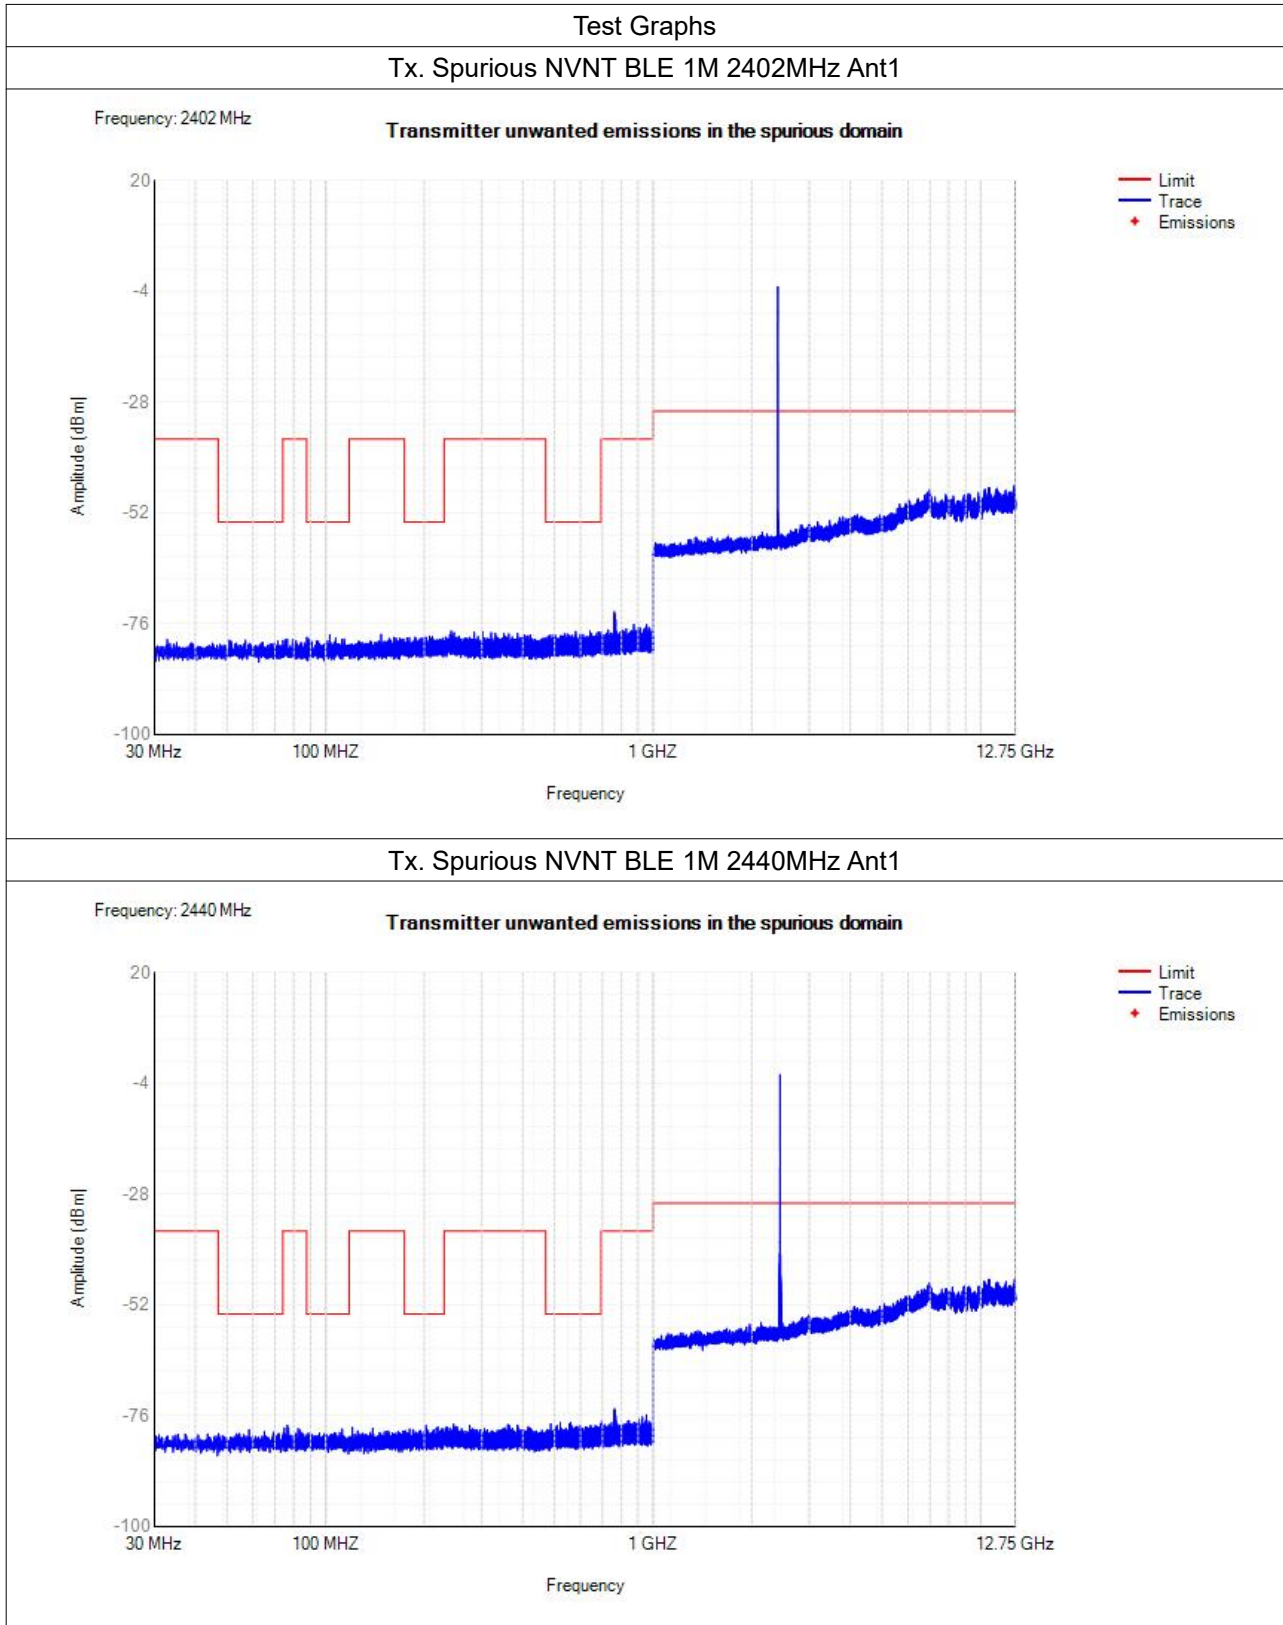 Test Graphs
Tx. Spurious NVNT BLE 1M 2402MHz Ant1
Frequency: 2402 MHz
Transmitter unwanted emissions in the spurious domain
Limit
Trace
Emissions
20
-4
-28
-52
-76
-100
Amplitude (dBm)
30 MHz 100 MHZ 1 GHZ 12.75 GHz
Frequency
Tx. Spurious NVNT BLE 1M 2440MHz Ant1
Frequency: 2440 MHz
Transmitter unwanted emissions in the spurious domain
Limit
Trace
Emissions
20
-4
-28
-52
-76
-100
Amplitude (dBm)
30 MHz 100 MHZ 1 GHZ 12.75 GHz
Frequency